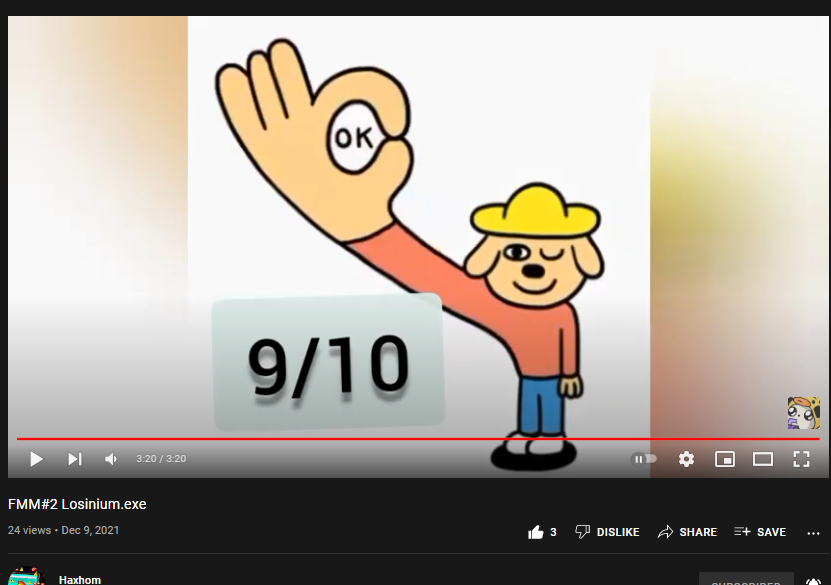 OK
9/10
3:20 / 3:20
FMM#2 Losinium.exe
24 views • Dec 9, 2021
3 DISLIKE SHARE SAVE ...
Haxhom
SUBSCRIBED